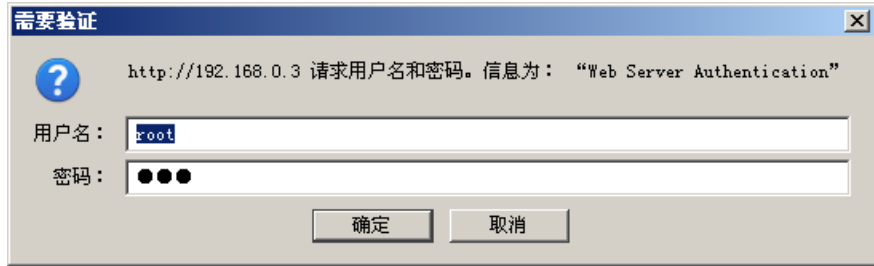 需要验证
http://192.168.0.3 请求用户名和密码。信息为： “Web Server Authentication”
用户名： root
密码： ●●●
确定 取消